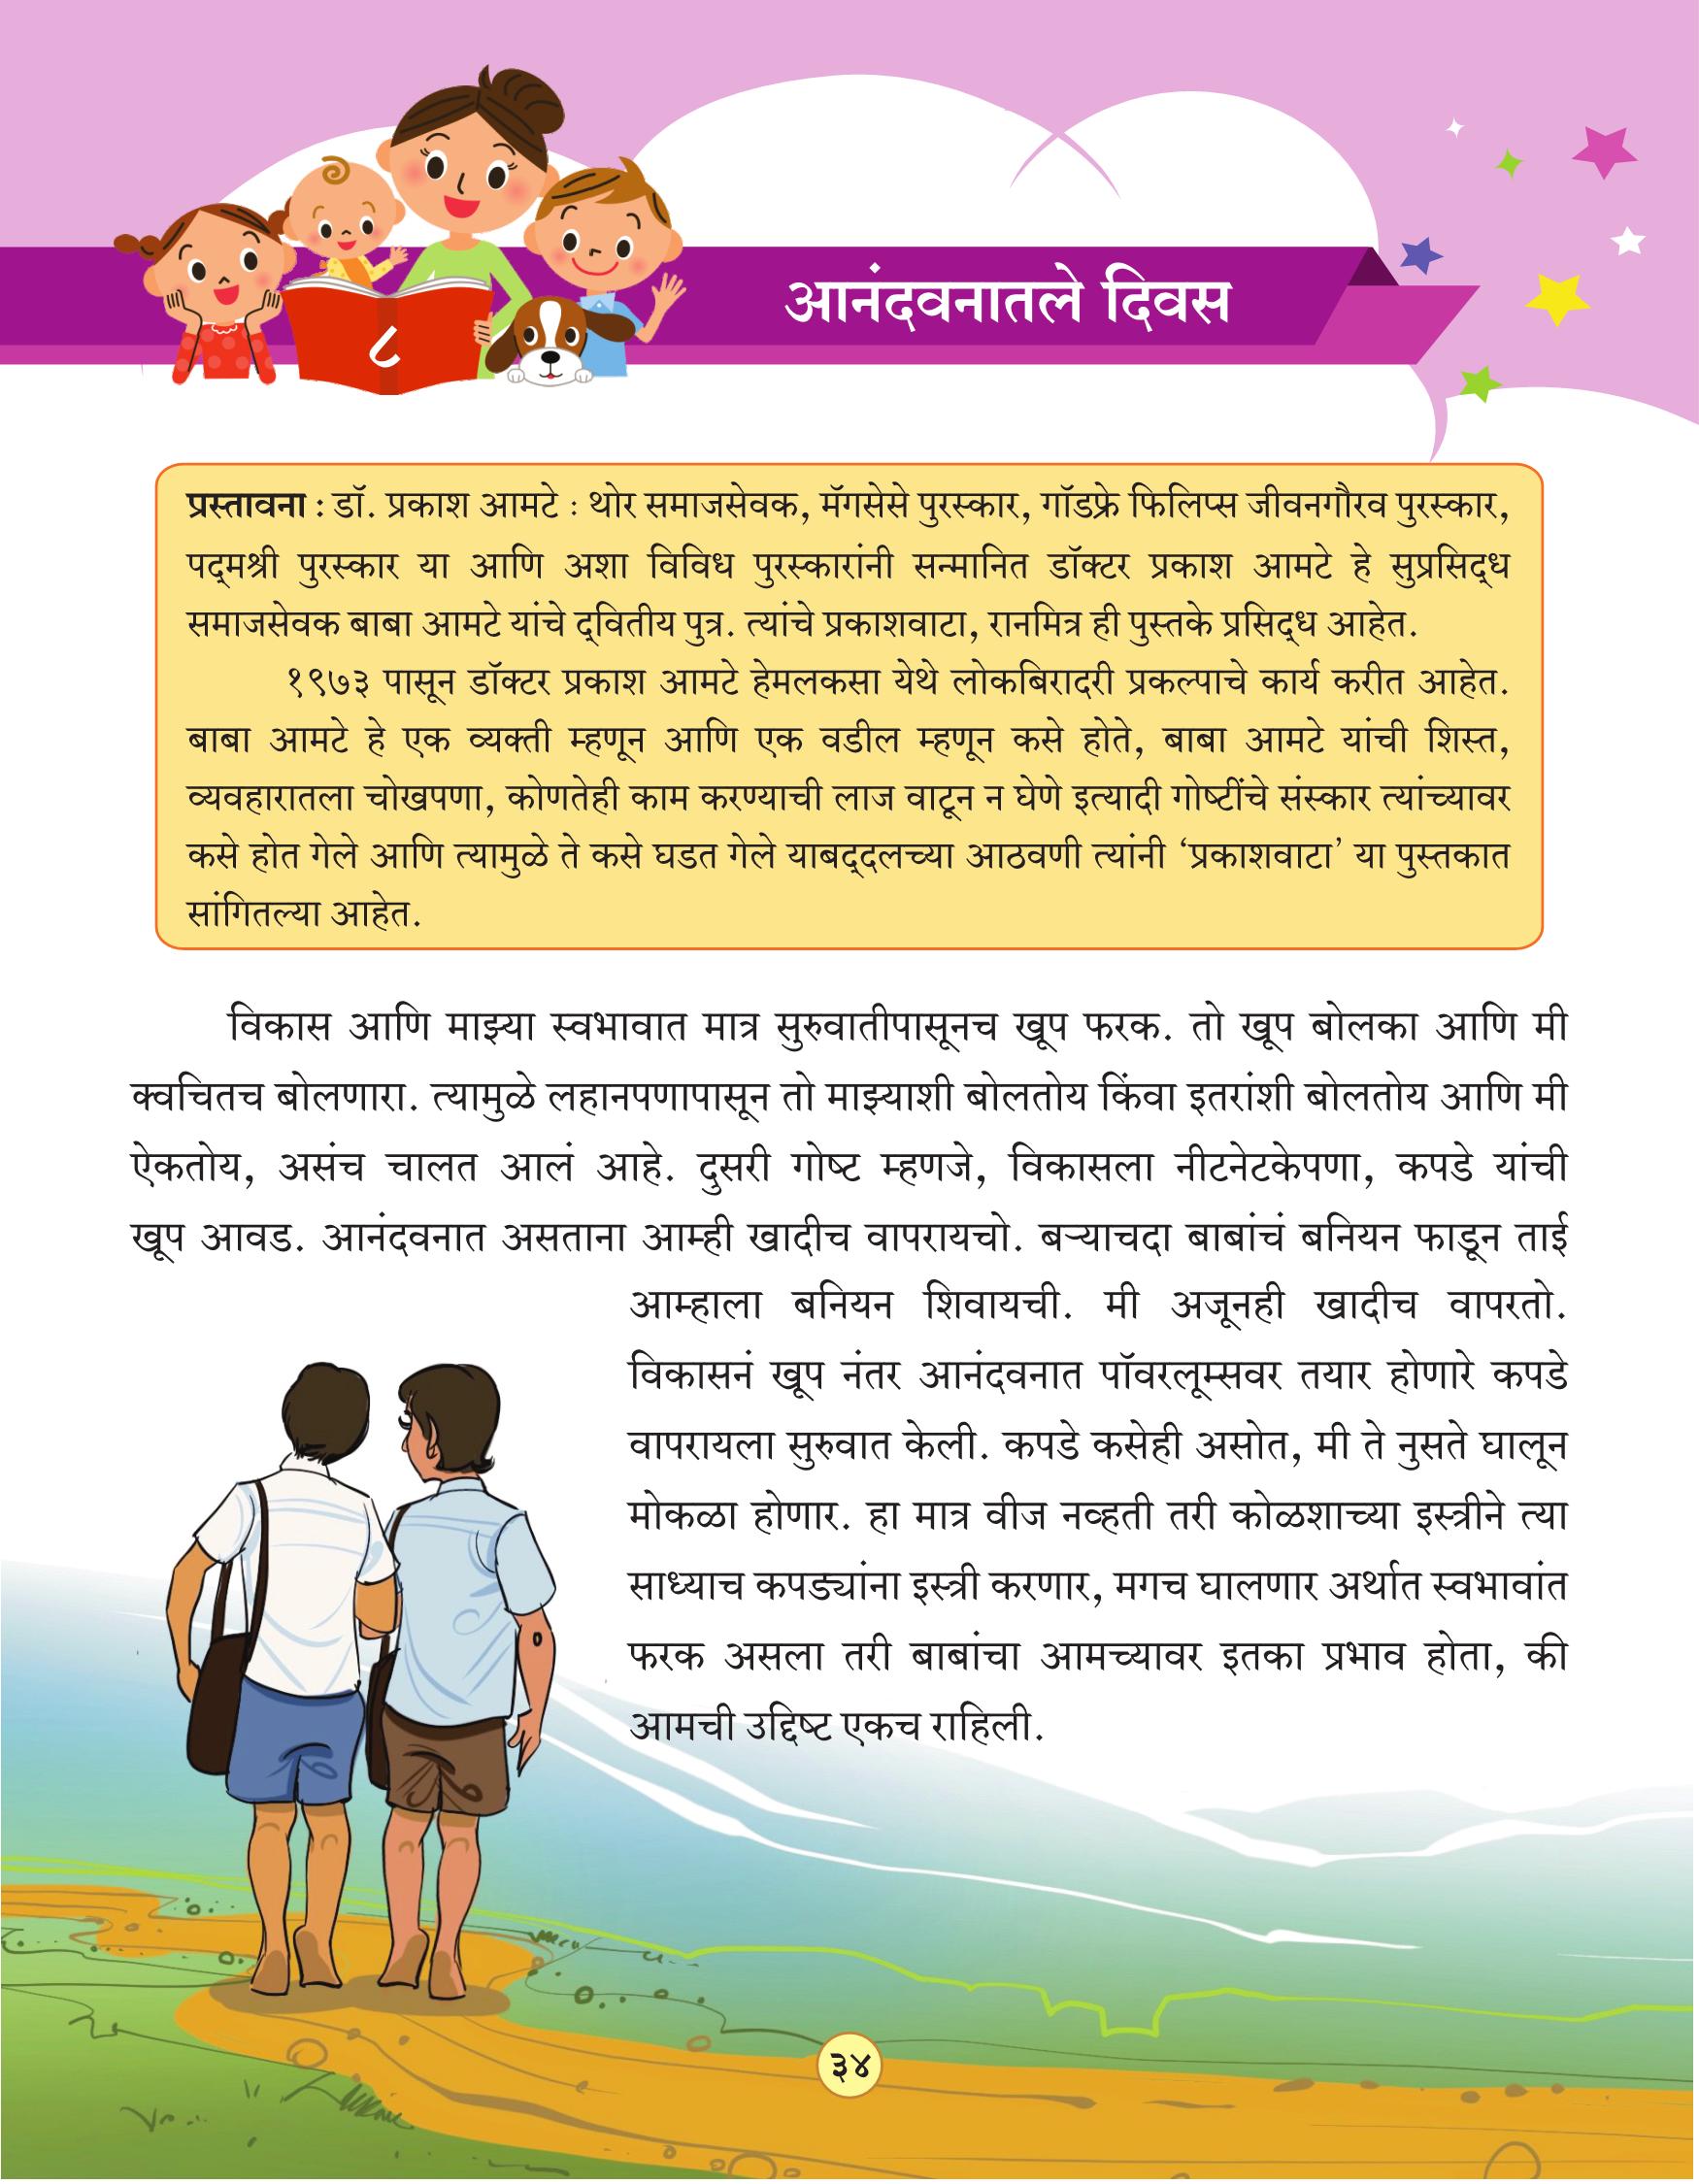 ८
आनंदवनातले दिवस
प्रस्तावना : डॉ. प्रकाश आमटे : थोर समाजसेवक, मॅगसेसे पुरस्कार, गॉडफ्रे फिलिप्स जीवनगौरव पुरस्कार,
पद्‌मश्री पुरस्कार या आणि अशा विविध पुरस्कारांनी सन्मानित डॉक्टर प्रकाश आमटे हे सुप्रसिद्‌ध
समाजसेवक बाबा आमटे यांचे द्‌वितीय पुत्र. त्यांचे प्रकाशवाटा, रानमित्र ही पुस्तके प्रसिद्‌ध आहेत.
१९७३ पासून डॉक्टर प्रकाश आमटे हेमलकसा येथे लोकबिरादरी प्रकल्पाचे कार्य करीत आहेत.
बाबा आमटे हे एक व्यक्ती म्हणून आणि एक वडील म्हणून कसे होते, बाबा आमटे यांची शिस्त,
व्यवहारातला चोखपणा, कोणतेही काम करण्याची लाज वाटून न घेणे इत्यादी गोष्टींचे संस्कार त्यांच्यावर
कसे होत गेले आणि त्यामुळे ते कसे घडत गेले याबद्‌दलच्या आठवणी त्यांनी ‘प्रकाशवाटा’ या पुस्तकात
सांगितल्या आहेत.
विकास आणि माझ्या स्वभावात मात्र सुरुवातीपासूनच खूप फरक. तो खूप बोलका आणि मी
क्वचितच बोलणारा. त्यामुळे लहानपणापासून तो माझ्याशी बोलतोय किंवा इतरांशी बोलतोय आणि मी
ऐकतोय, असंच चालत आलं आहे. दुसरी गोष्ट म्हणजे, विकासला नीटनेटकेपणा, कपडे यांची
खूप आवड. आनंदवनात असताना आम्ही खादीच वापरायचो. बऱ्याचदा बाबांचं बनियन फाडून ताई
आम्हाला बनियन शिवायची. मी अजूनही खादीच वापरतो.
विकासनं खूप नंतर आनंदवनात पॉवरलूम्सवर तयार होणारे कपडे
वापरायला सुरुवात केली. कपडे कसेही असोत, मी ते नुसते घालून
मोकळा होणार. हा मात्र वीज नव्हती तरी कोळशाच्या इस्त्रीने त्या
साध्याच कपड्यांना इस्त्री करणार, मगच घालणार अर्थात स्वभावांत
फरक असला तरी बाबांचा आमच्यावर इतका प्रभाव होता, की
आमची उद्दिष्ट एकच राहिली.
३४